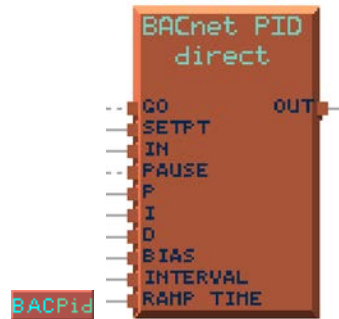 BACnet PID
direct
GO OUT
SETPT
IN
PAUSE
P
I
D
BIAS
INTERVAL
RAMP TIME
BACPid